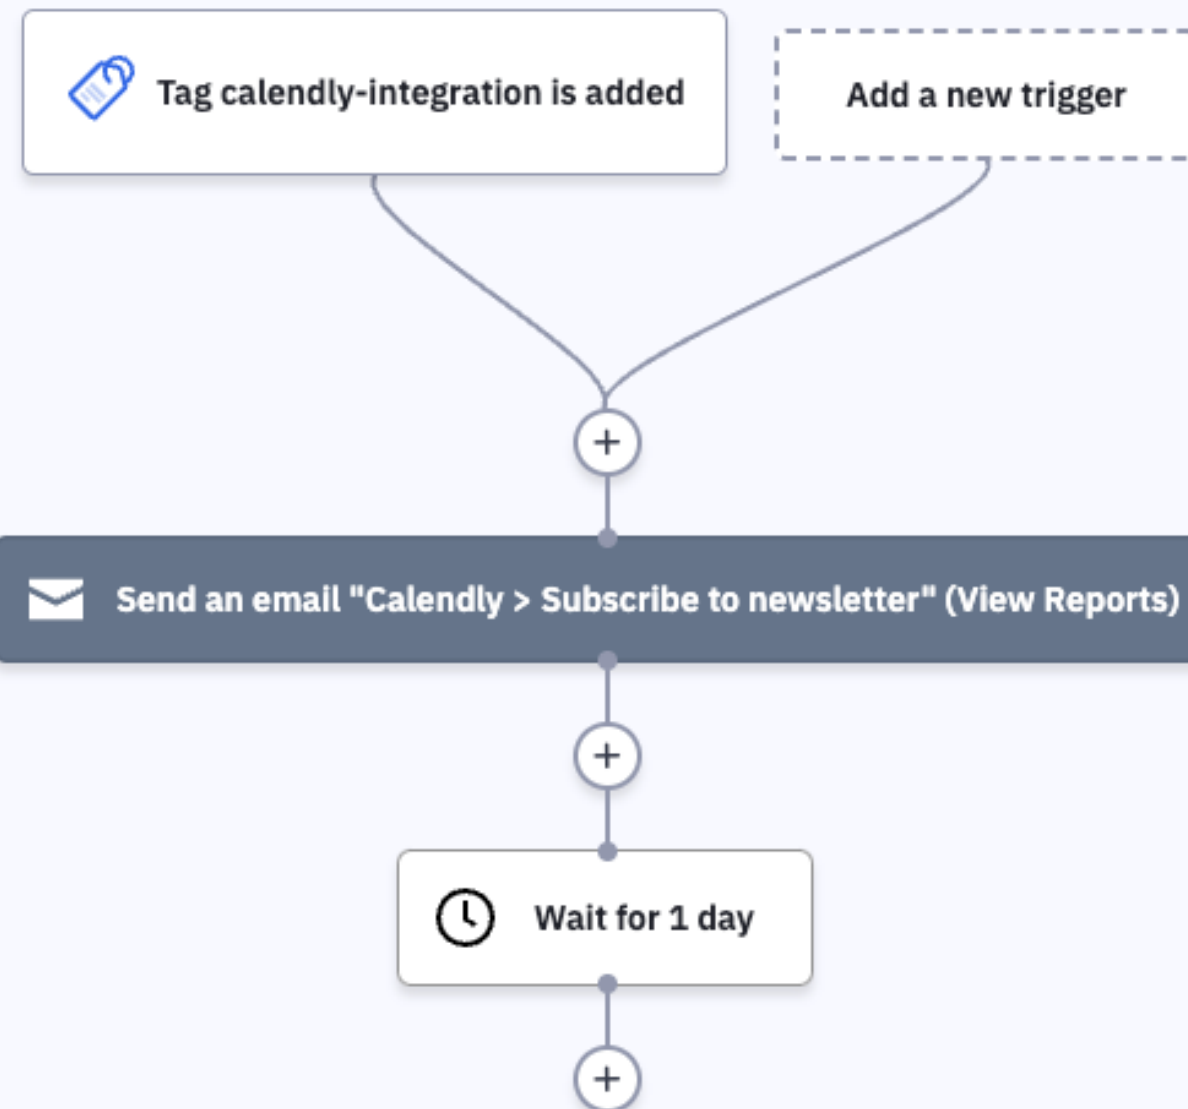 Tag calendly-integration is added
Add a new trigger
Send an email "Calendly > Subscribe to newsletter" (View Reports)
Wait for 1 day